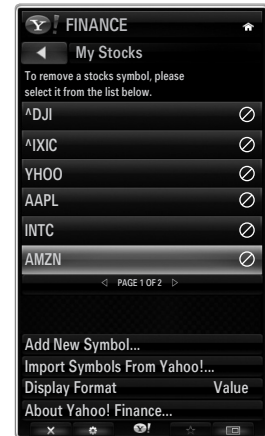 Y! FINANCE
My Stocks
To remove a stocks symbol, please
select it from the list below.
^DJI
^IXIC
YHOO
AAPL
INTC
AMZN
PAGE 1 OF 2
Add New Symbol...
Import Symbols From Yahoo!...
Display Format Value
About Yahoo! Finance...
Y!